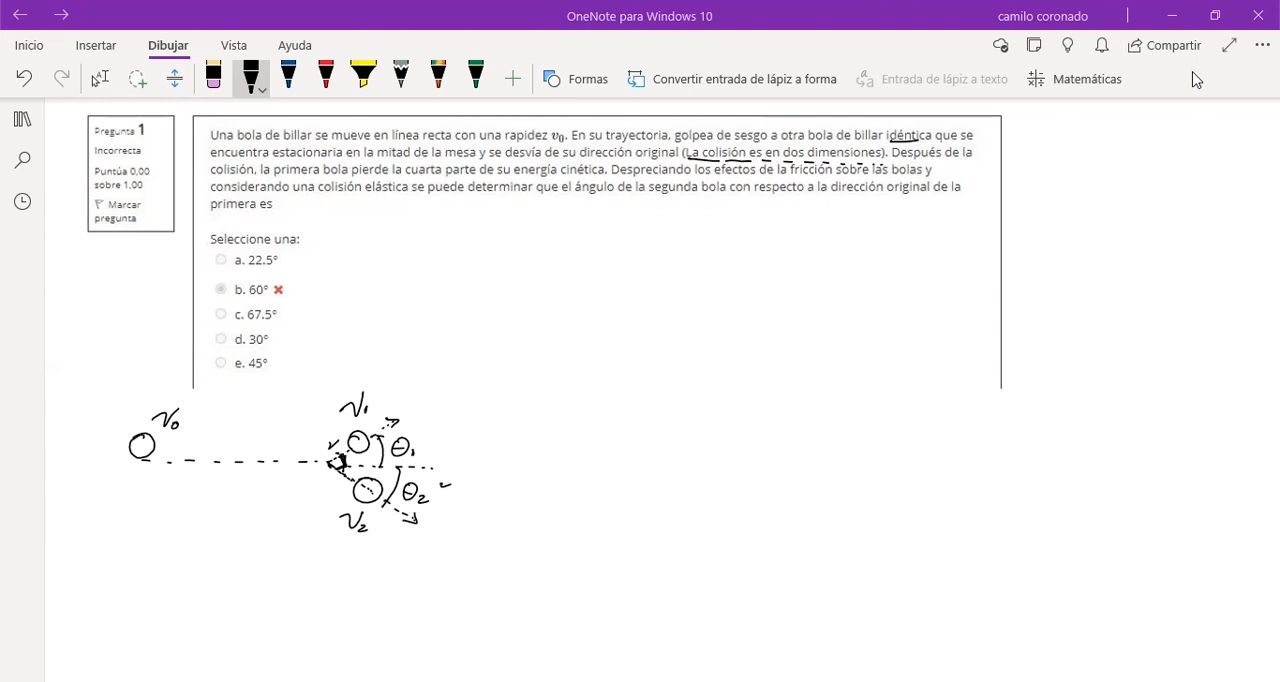 OneNote para Windows 10
camilo coronado
Inicio
Insertar
Dibujar
Vista
Ayuda
Compartir
Formas
Convertir entrada de lápiz a forma
Entrada de lápiz a texto
Matemáticas
Pregunta 1
Incorrecta
Puntúa 0,00
sobre 1,00
Marcar
pregunta
Una bola de billar se mueve en línea recta con una rapidez v₀. En su trayectoria, golpea de sesgo a otra bola de billar idéntica que se
encuentra estacionaria en la mitad de la mesa y se desvía de su dirección original (La colisión es en dos dimensiones). Después de la
colisión, la primera bola pierde la cuarta parte de su energía cinética. Despreciando los efectos de la fricción sobre las bolas y
considerando una colisión elástica se puede determinar que el ángulo de la segunda bola con respecto a la dirección original de la
primera es
Seleccione una:
a. 22.5°
b. 60°
c. 67.5°
d. 30°
e. 45°
v₀
v₁
θ₁
θ₂
v₂